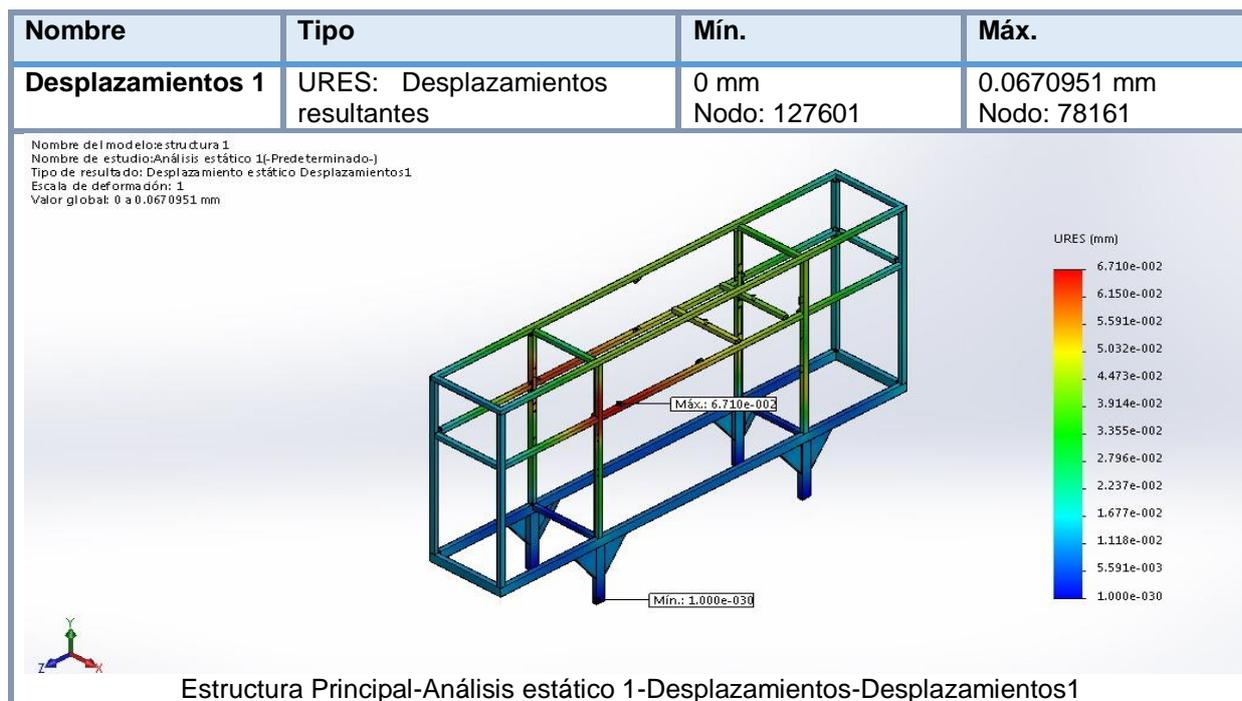 Nombre Tipo Mín. Máx.
Desplazamientos 1 URES: Desplazamientos 0 mm 0.0670951 mm
resultantes Nodo: 127601 Nodo: 78161
Nombre del modelo:estructura 1
Nombre de estudio:Análisis estático 1(-Predeterminado-)
Tipo de resultado: Desplazamiento estático Desplazamientos1
Escala de deformación: 1
Valor global: 0 a 0.0670951 mm
URES (mm)
6.710e-002
6.150e-002
5.591e-002
5.032e-002
4.473e-002
3.914e-002
3.355e-002
2.796e-002
2.237e-002
1.677e-002
1.118e-002
5.591e-003
1.000e-030
Máx.: 6.710e-002
Mín.: 1.000e-030
Y
Z
X
Estructura Principal-Análisis estático 1-Desplazamientos-Desplazamientos1